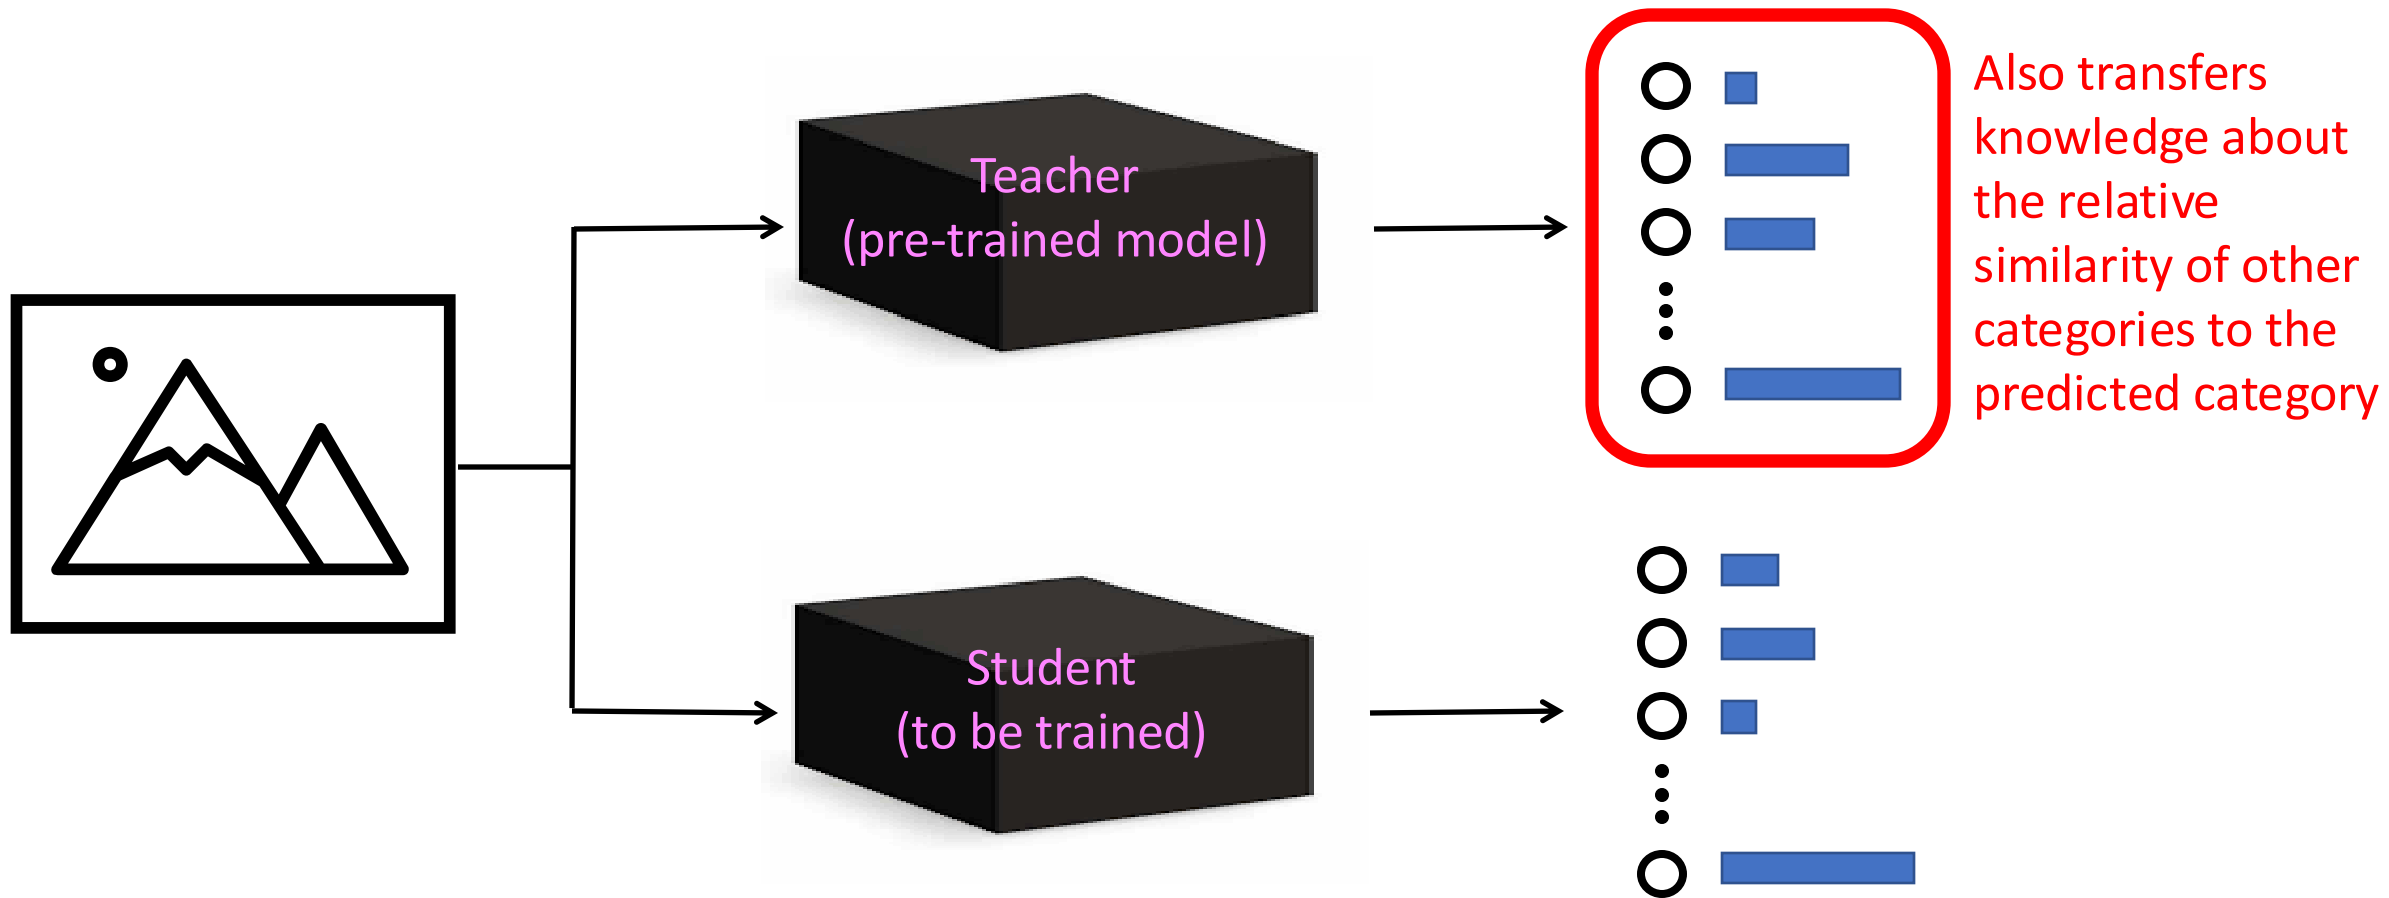 Teacher
(pre-trained model)
Also transfers
knowledge about
the relative
similarity of other
categories to the
predicted category
Student
(to be trained)